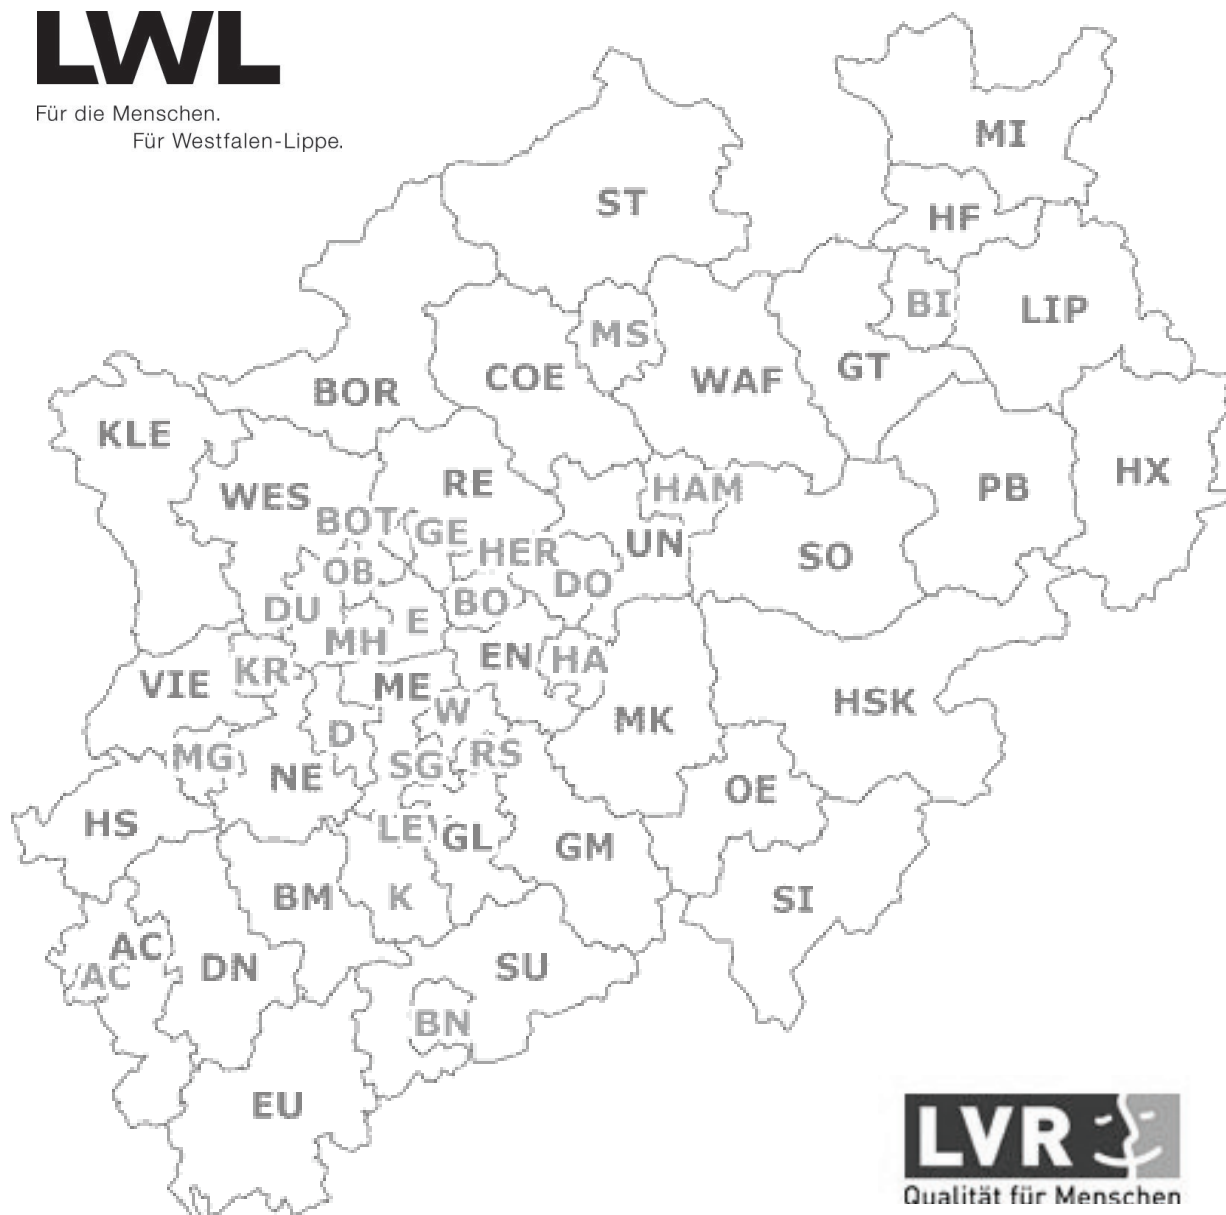 LWL
Für die Menschen.
Für Westfalen-Lippe.
MI
ST
HF
BI
LIP
MS
GT
COE
WAF
BOR
KLE
HX
RE
PB
HAM
WES
BOT
GE
UN
HER
SO
OB
DO
DU
BO
E
MH
EN
HA
KR
VIE
ME
HSK
W
MK
D
MG
RS
SG
NE
OE
HS
LEV
GL
GM
BM
K
SI
AC
AC
DN
SU
BN
EU
LVR
Qualität für Menschen